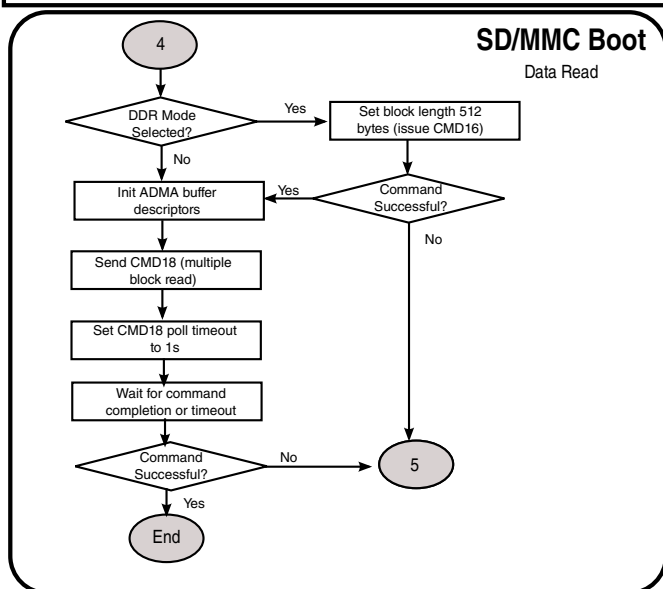 SD/MMC Boot
Data Read
4
DDR Mode
Selected?
Yes
Set block length 512
bytes (issue CMD16)
No
Init ADMA buffer
descriptors
Yes
Command
Successful?
No
Send CMD18 (multiple
block read)
Set CMD18 poll timeout
to 1s
Wait for command
completion or timeout
Command
Successful?
No
5
Yes
End